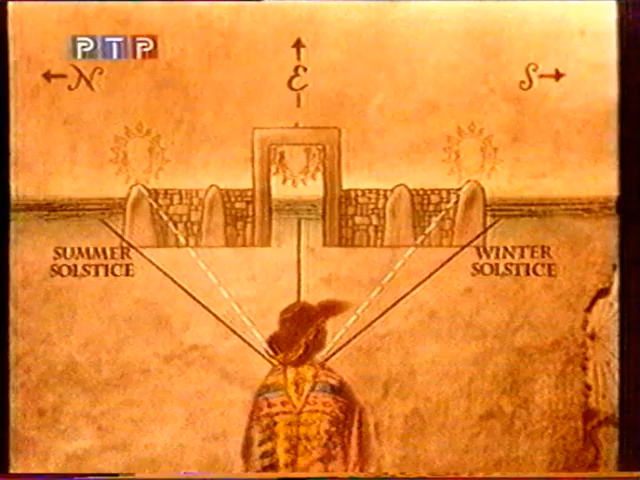 РТР
N
E
S
SUMMER
SOLSTICE
WINTER
SOLSTICE